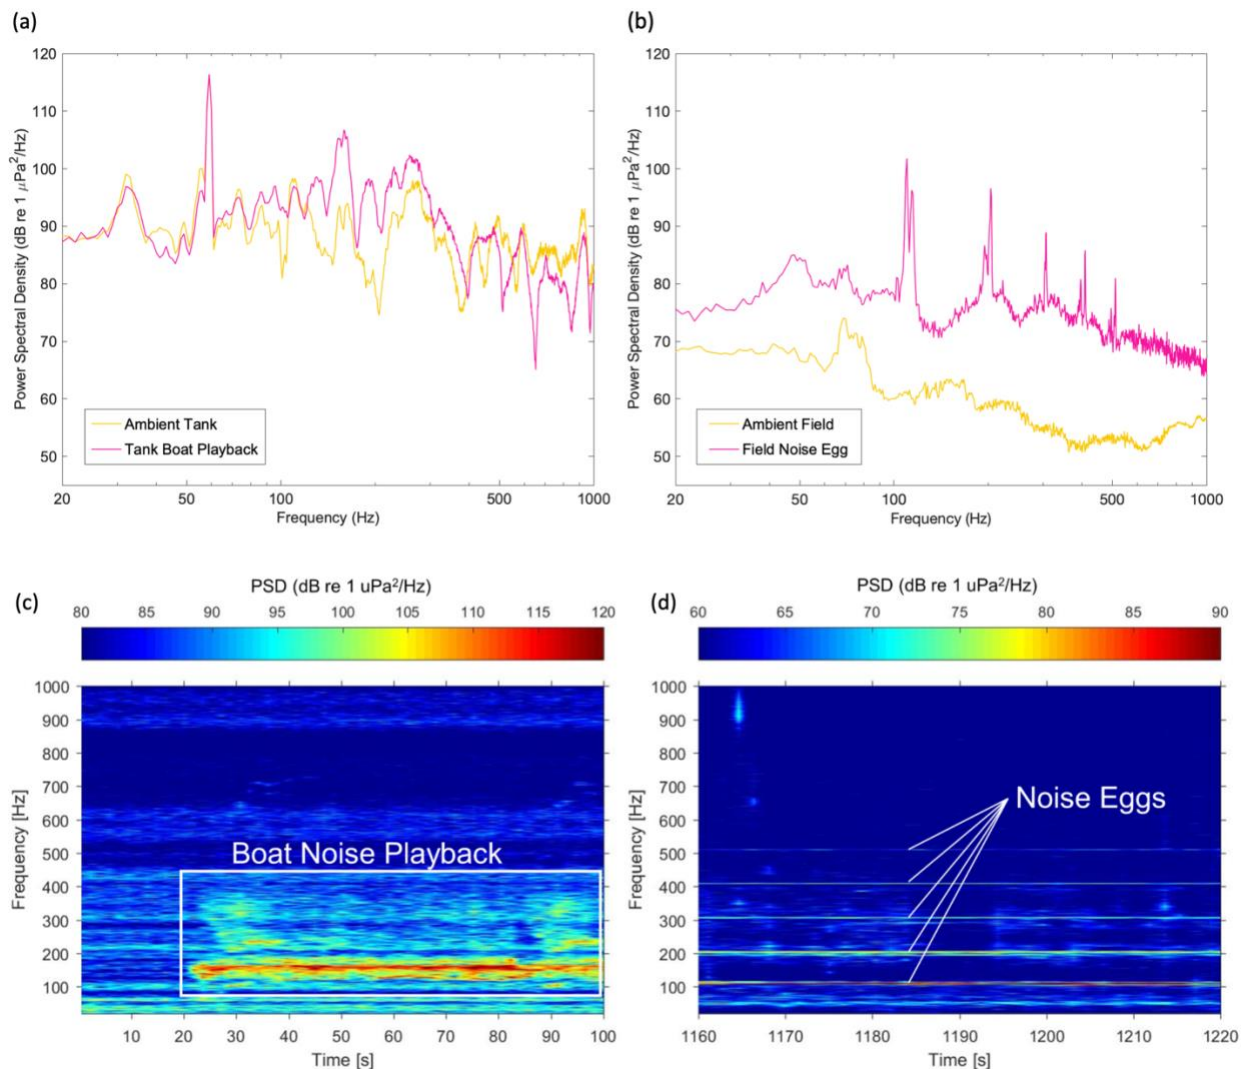 (a)
120
110
100
90
80
70
60
50
Power Spectral Density (dB re 1 μPa²/Hz)
Ambient Tank
Tank Boat Playback
20 50 100 200 500 1000
Frequency (Hz)
(b)
120
110
100
90
80
70
60
50
Power Spectral Density (dB re 1 μPa²/Hz)
Ambient Field
Field Noise Egg
20 50 100 200 500 1000
Frequency (Hz)
(c)
PSD (dB re 1 uPa²/Hz)
80 85 90 95 100 105 110 115 120
1000
900
800
700
600
500
400
300
200
100
Frequency [Hz]
Boat Noise Playback
10 20 30 40 50 60 70 80 90 100
Time [s]
(d)
PSD (dB re 1 uPa²/Hz)
60 65 70 75 80 85 90
1000
900
800
700
600
500
400
300
200
100
Frequency [Hz]
Noise Eggs
1160 1170 1180 1190 1200 1210 1220
Time [s]